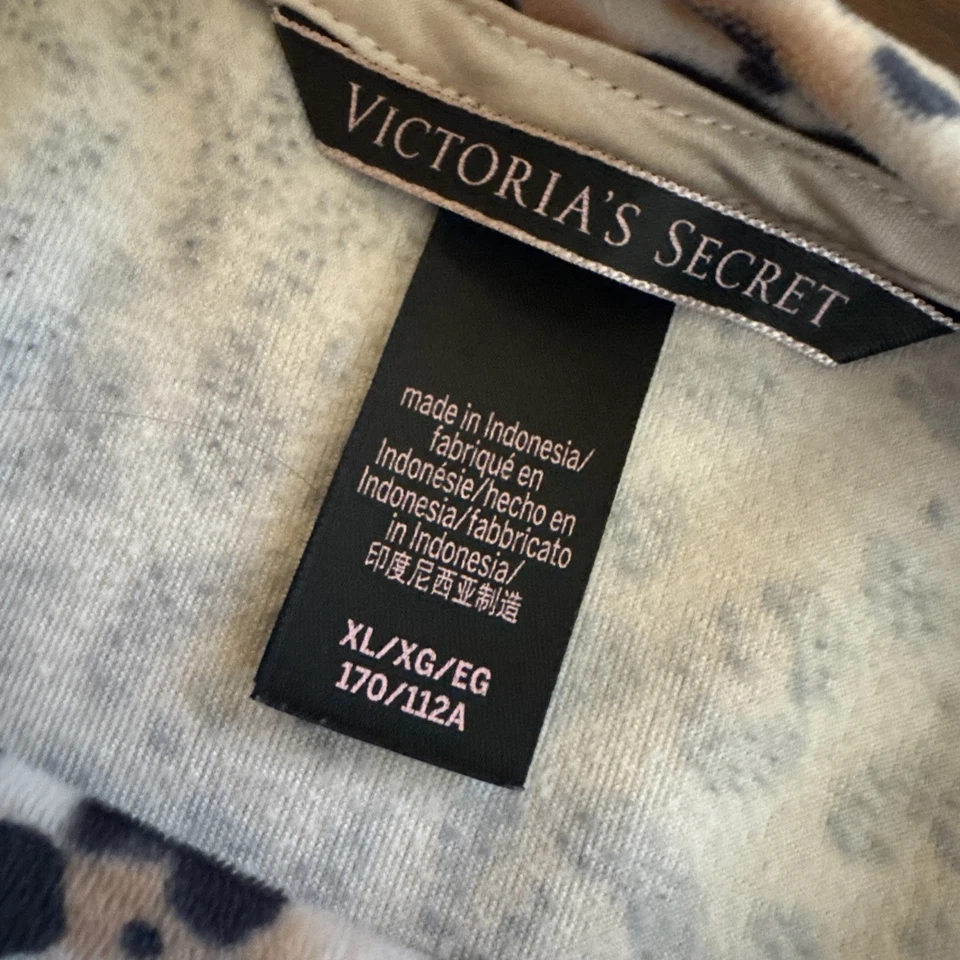 VICTORIA'S SECRET
made in Indonesia/
fabriqué en
Indonésie/hecho en
Indonesia/fabbricato
in Indonesia/
印度尼西亚制造
XL/XG/EG
170/112A